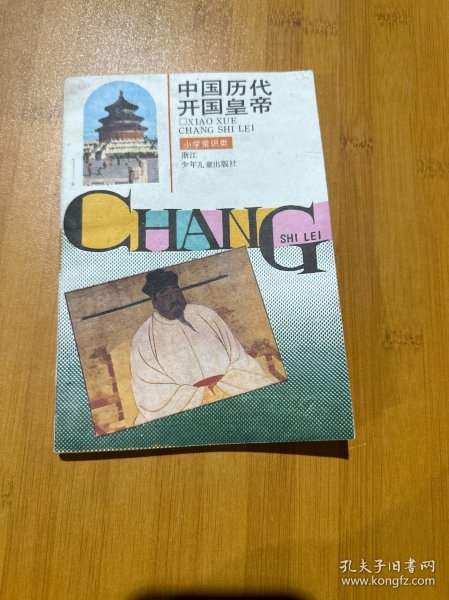 中国历代
开国皇帝
□XIAO XUE
CHANG SHI LEI
小学常识类
浙江
少年儿童出版社
CHANG
SHI LEI
孔夫子旧书网
www.kongfz.com